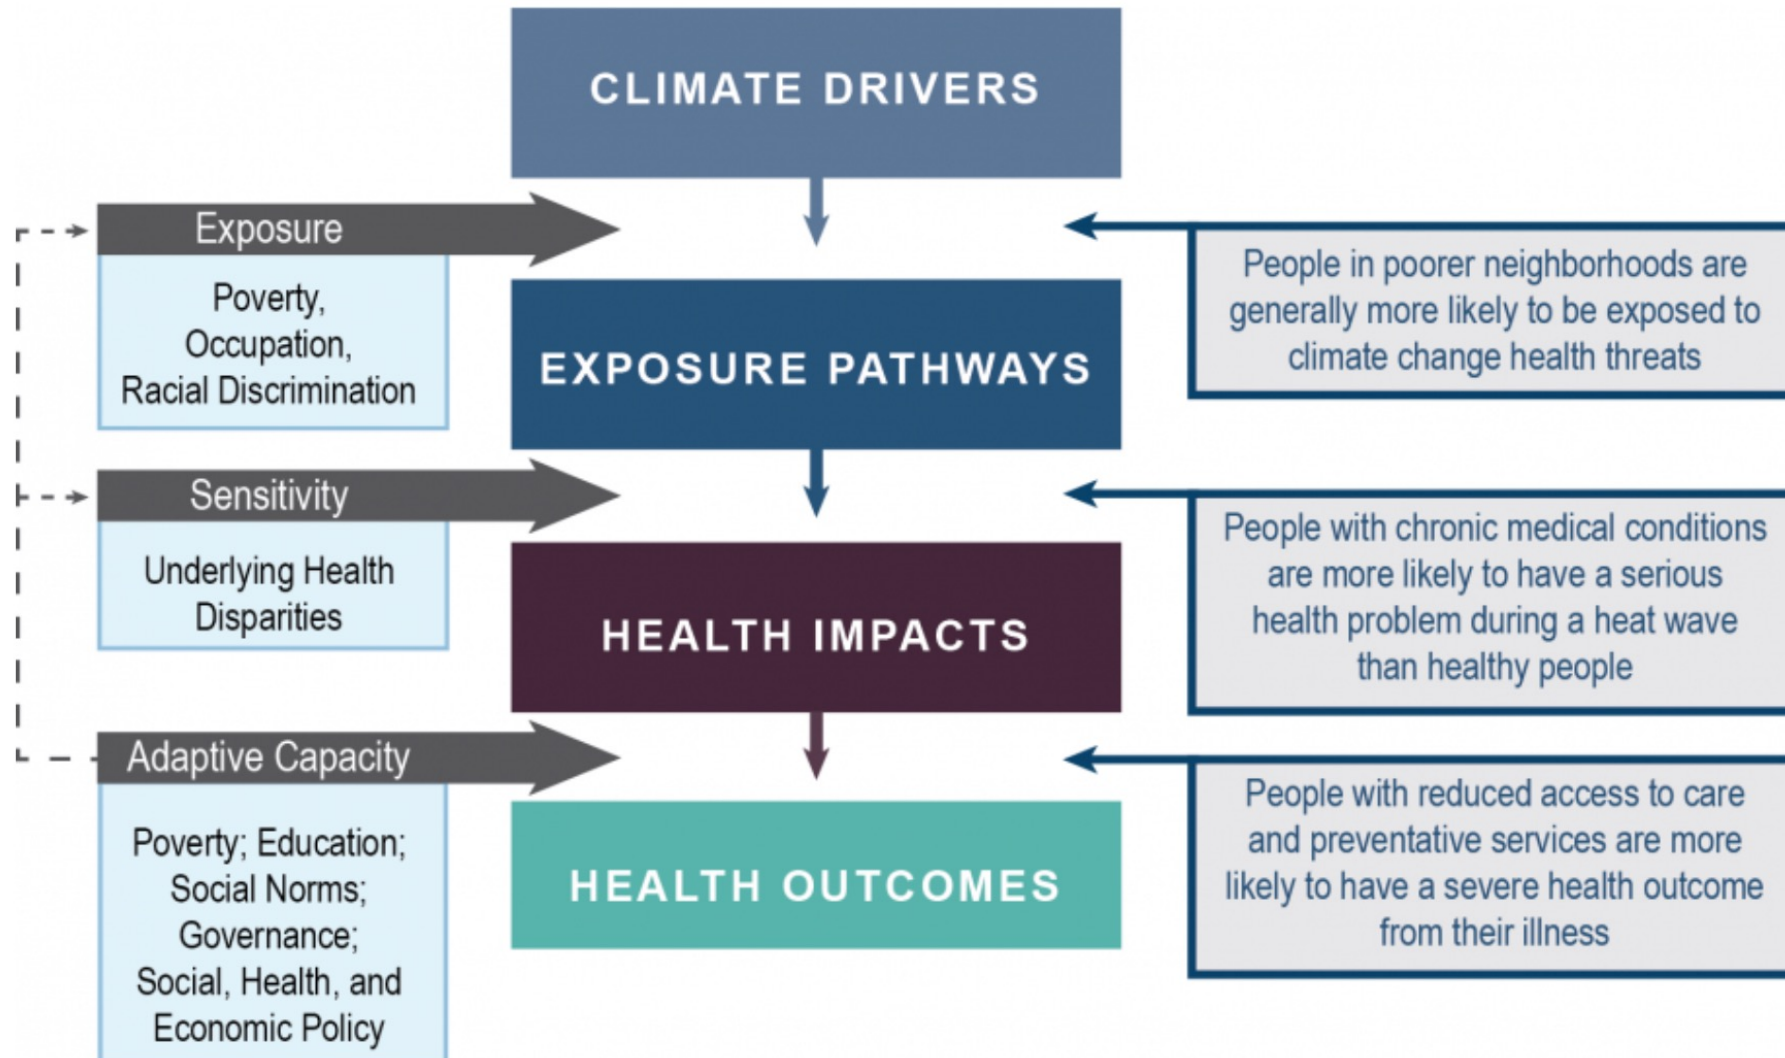 CLIMATE DRIVERS
Exposure
Poverty,
Occupation,
Racial Discrimination
People in poorer neighborhoods are
generally more likely to be exposed to
climate change health threats
EXPOSURE PATHWAYS
Sensitivity
Underlying Health
Disparities
People with chronic medical conditions
are more likely to have a serious
health problem during a heat wave
than healthy people
HEALTH IMPACTS
Adaptive Capacity
Poverty; Education;
Social Norms;
Governance;
Social, Health, and
Economic Policy
People with reduced access to care
and preventative services are more
likely to have a severe health outcome
from their illness
HEALTH OUTCOMES